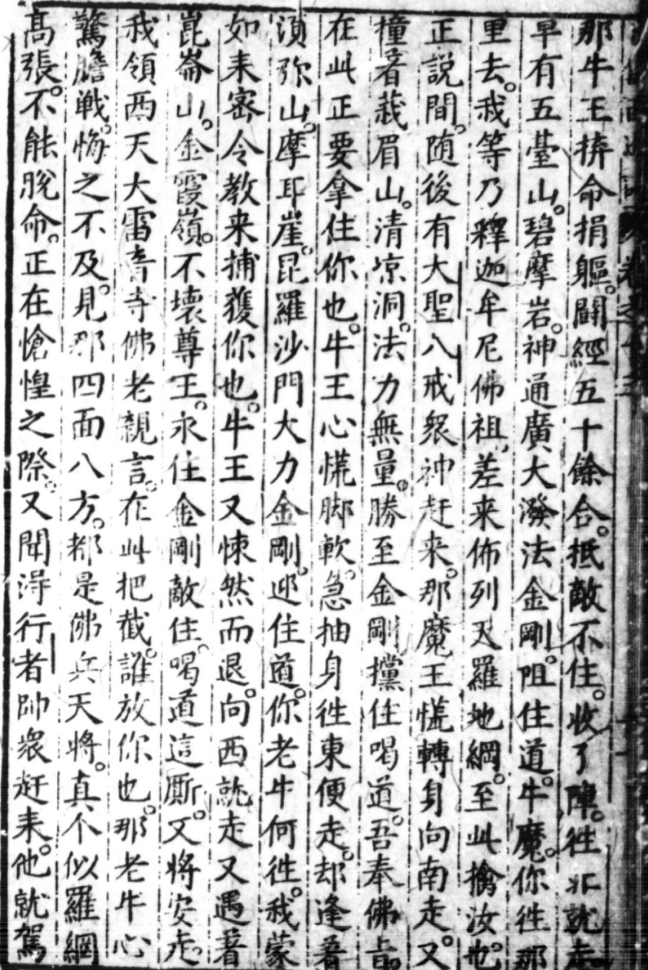 那牛王拚命捐軀。鬪經五十餘合。抵敵不住。收了陣。徃北就走。
早有五臺山。碧摩岩。神通廣大潑法金剛。阻住道。牛魔。你徃那
里去。我等乃釋迦牟尼佛祖差来佈列天羅地網。至此擒汝也。
正説間。随後有大聖八戒衆神赶来。那魔王慌轉身向南走。又
撞着莪眉山。清凉洞。法力無量。勝至金剛攩住喝道。吾奉佛旨。
在此正要拿住你也。牛王心慌脚軟。急抽身徃東便走。却逢着
須弥山。摩耳崖。毘羅沙門大力金剛。迎住道。你老牛何徃。我蒙
如来密令教来捕獲你也。牛王又悚然而退。向西就走又遇着
崑崙山。金霞嶺。不壞尊王。永住金剛敵住。喝道這厮。又將安走。
我領西天大雷音寺佛老親言。在此把截。誰放你也。那老牛心
驚膽戰。悔之不及。見那四面八方。都是佛兵天將。真个似羅網
高張。不能脫命。正在愴惶之際。又聞淂行者帥衆赶来。他就駕